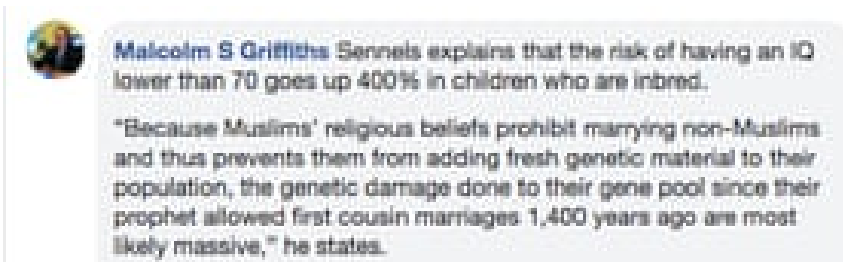 Malcolm S Griffiths Sennels explains that the risk of having an IQ
lower than 70 goes up 400% in children who are inbred.
"Because Muslims' religious beliefs prohibit marrying non-Muslims
and thus prevents them from adding fresh genetic material to their
population, the genetic damage done to their gene pool since their
prophet allowed first cousin marriages 1,400 years ago are most
likely massive," he states.